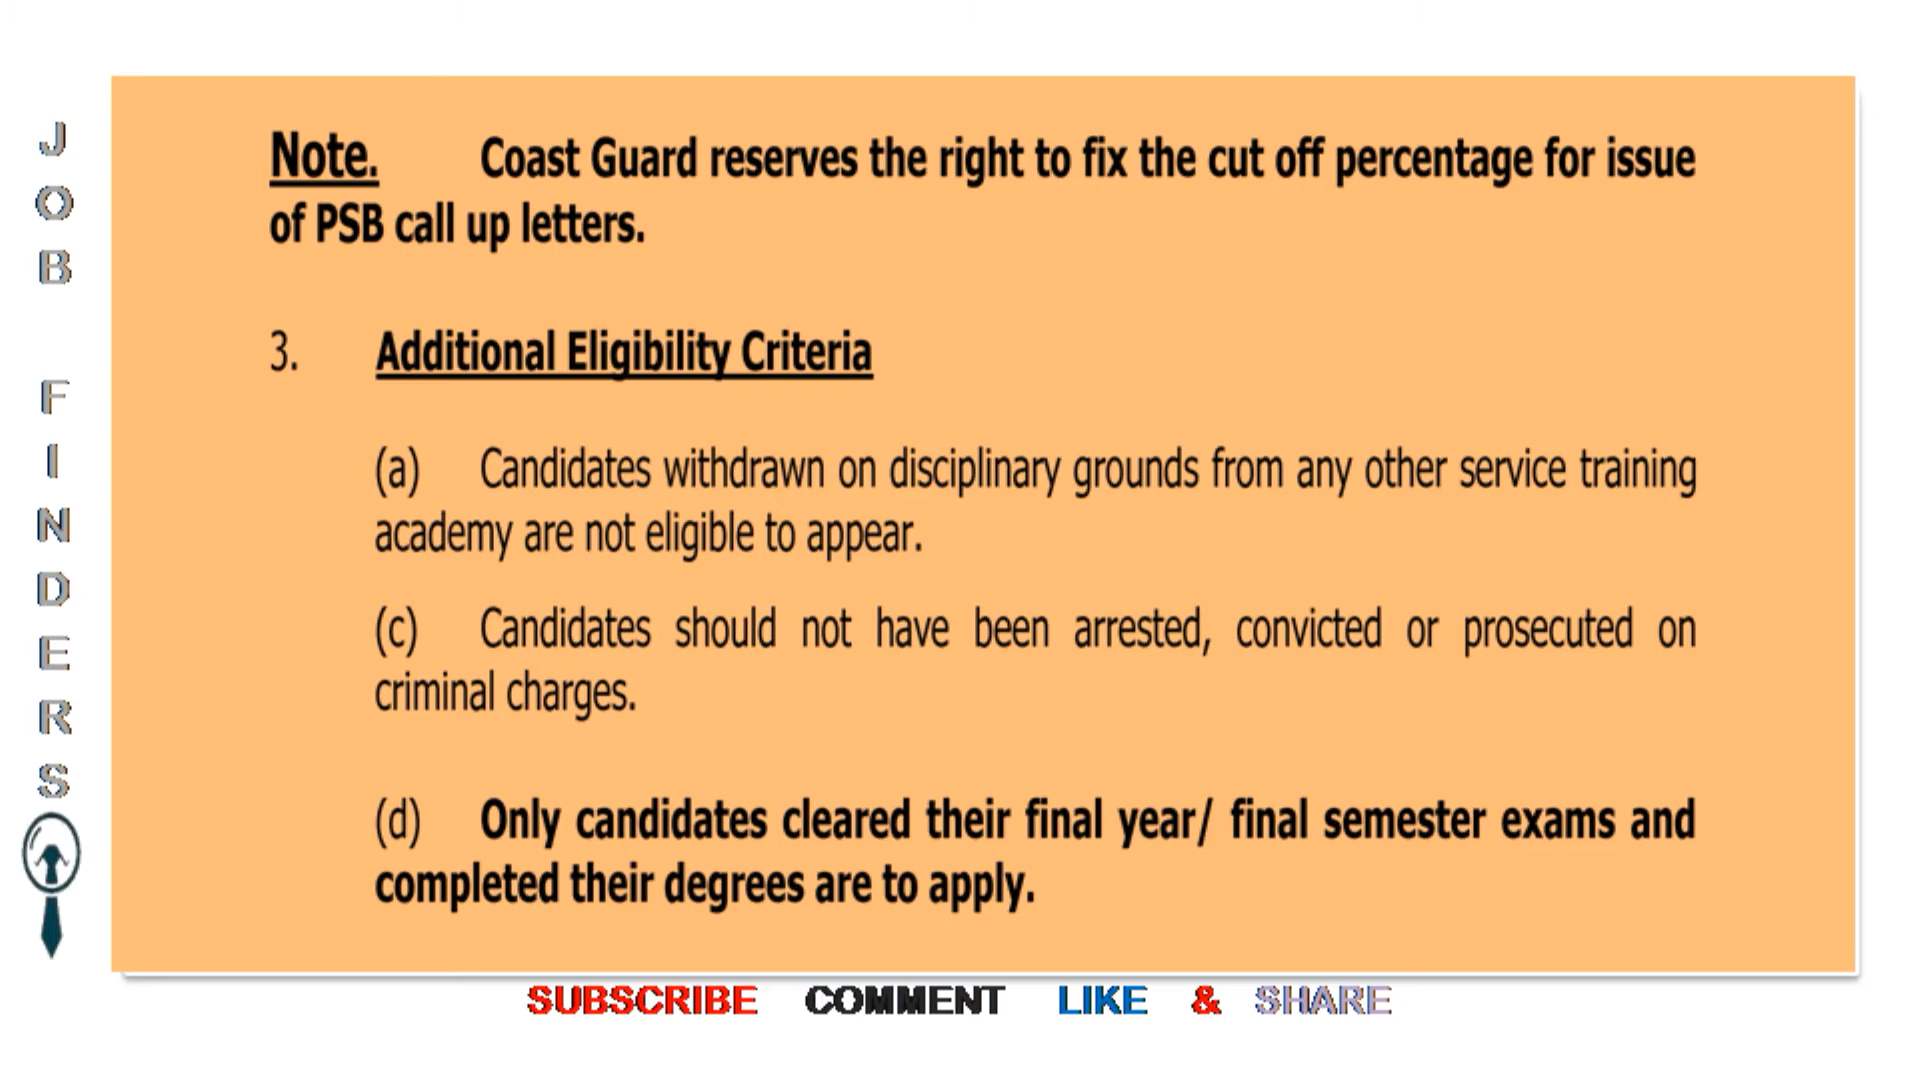 JOB FINDERS
Note. Coast Guard reserves the right to fix the cut off percentage for issue
of PSB call up letters.
3. Additional Eligibility Criteria
(a) Candidates withdrawn on disciplinary grounds from any other service training
academy are not eligible to appear.
(c) Candidates should not have been arrested, convicted or prosecuted on
criminal charges.
(d) Only candidates cleared their final year/ final semester exams and
completed their degrees are to apply.
SUBSCRIBE COMMENT LIKE & SHARE